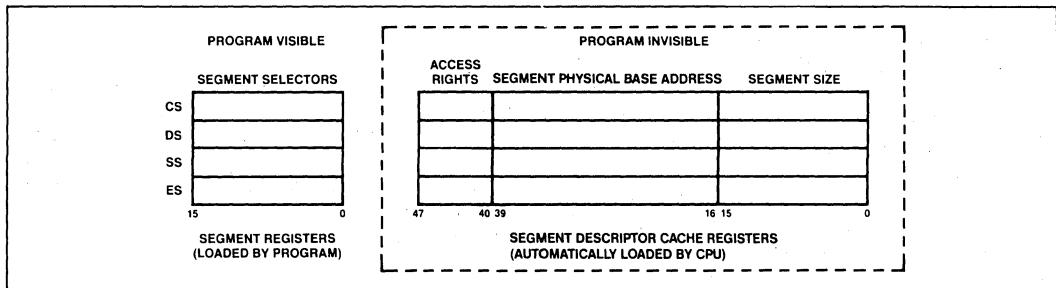 PROGRAM VISIBLE
PROGRAM INVISIBLE
SEGMENT SELECTORS
ACCESS
RIGHTS
SEGMENT PHYSICAL BASE ADDRESS
SEGMENT SIZE
CS
DS
SS
ES
15 0
47 40 39 16 15 0
SEGMENT REGISTERS
(LOADED BY PROGRAM)
SEGMENT DESCRIPTOR CACHE REGISTERS
(AUTOMATICALLY LOADED BY CPU)